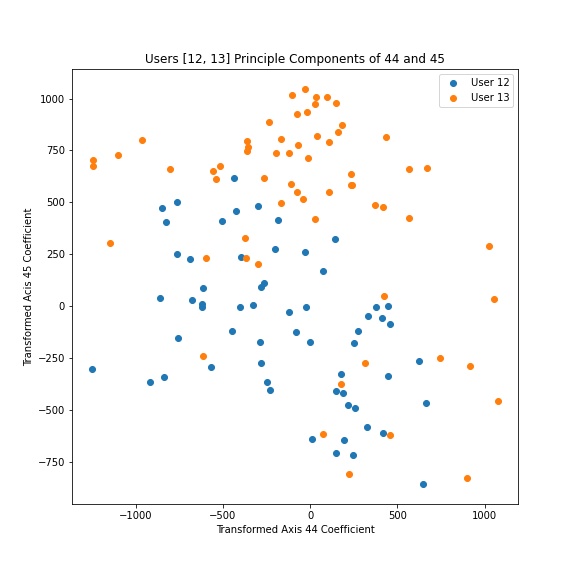 Users [12, 13] Principle Components of 44 and 45
User 12
User 13
1000
750
500
250
0
−250
−500
−750
Transformed Acis 45 Coefficient
−1000
−500
0
500
1000
Transformed Axis 44 Coefficient